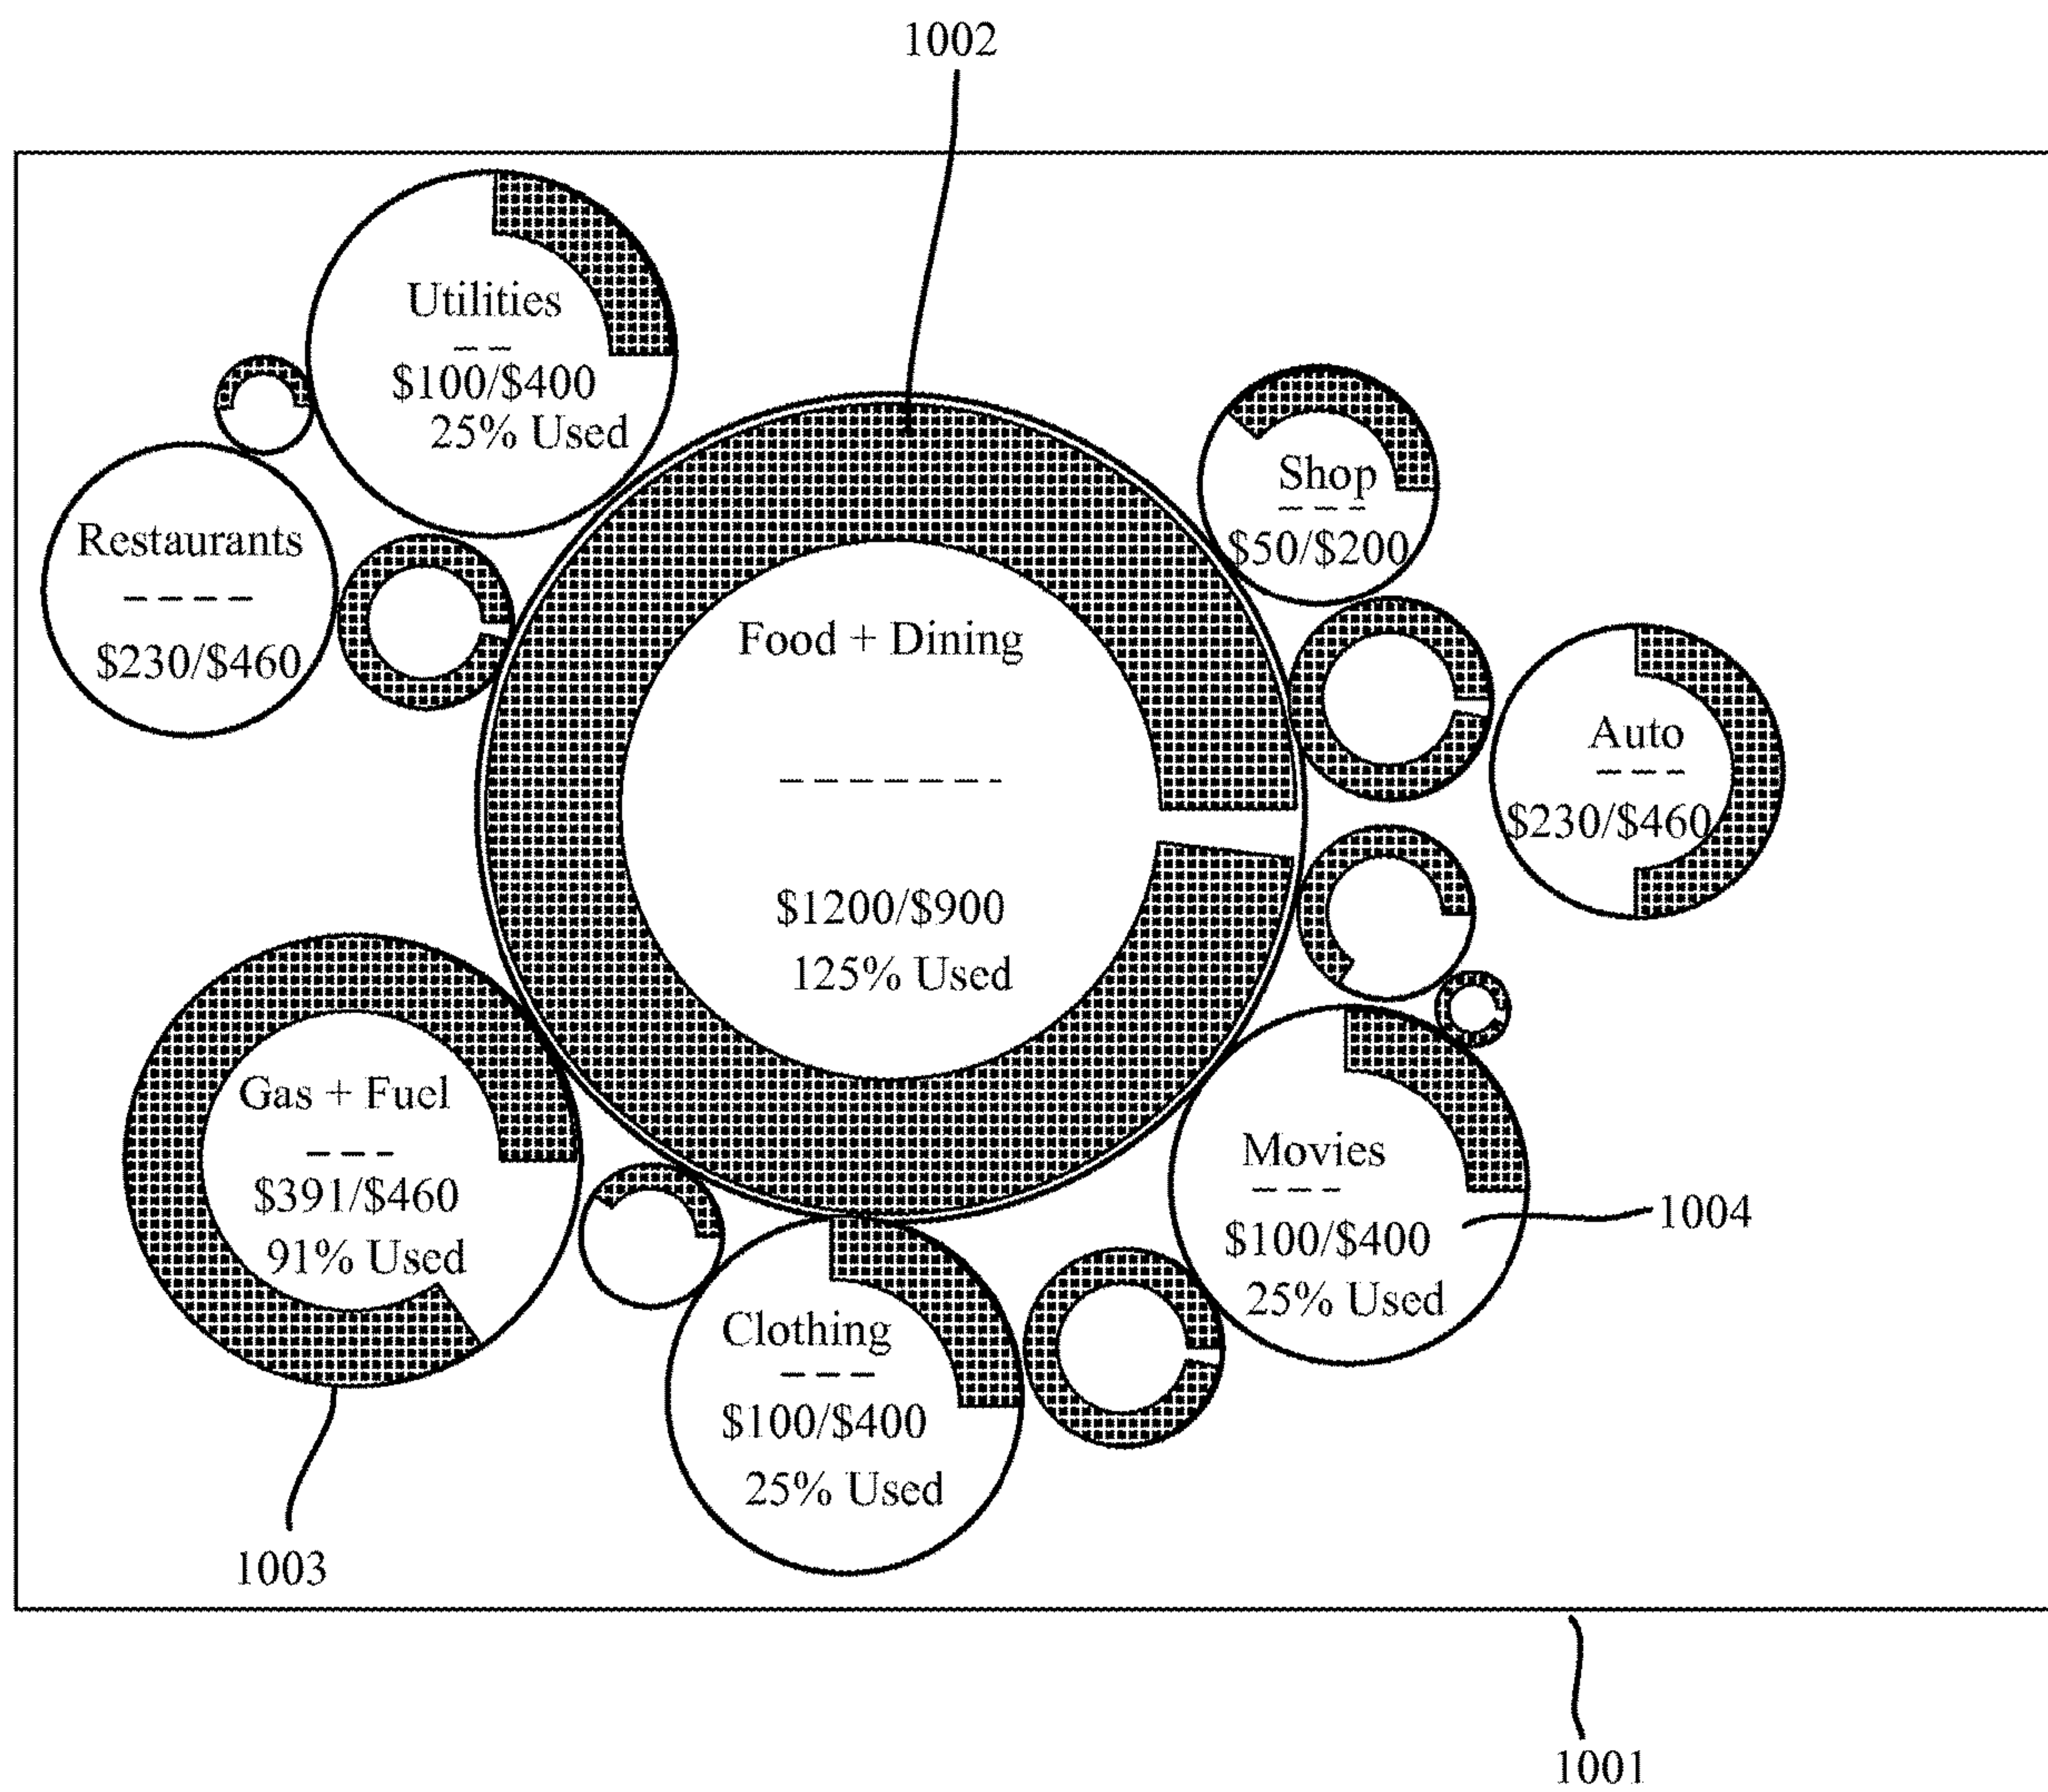 1002
Utilities
$100/$400
25% Used
Restaurants
$230/$460
Food + Dining
$1200/$900
125% Used
Shop
$50/$200
Auto
$230/$460
Gas + Fuel
$391/$460
91% Used
Movies
$100/$400
25% Used
1004
Clothing
$100/$400
25% Used
1003
1001